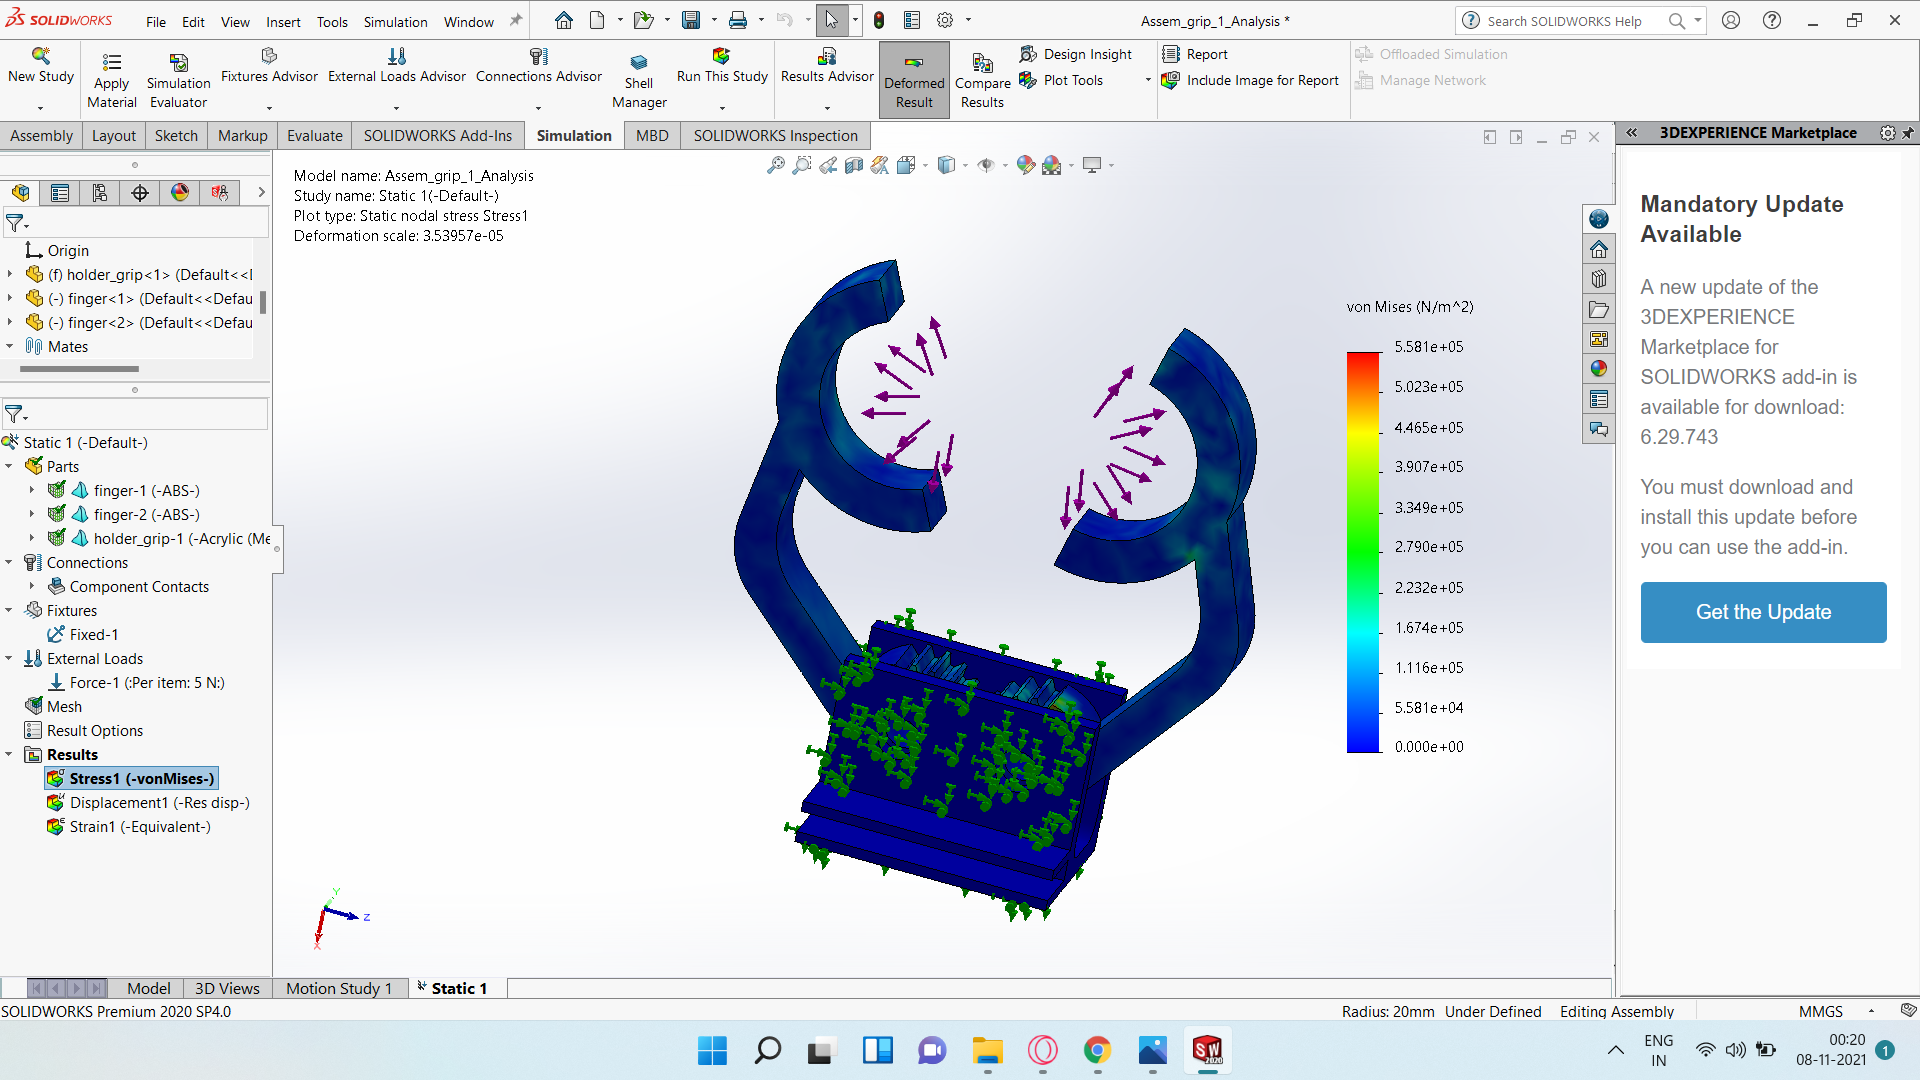 SOLIDWORKS
File Edit View Insert Tools Simulation Window
Assem_grip_1_Analysis *
Search SOLIDWORKS Help
New Study
Apply Material
Simulation Evaluator
Fixtures Advisor
External Loads Advisor
Connections Advisor
Shell Manager
Run This Study
Results Advisor
Deformed Result
Compare Results
Design Insight
Plot Tools
Report
Include Image for Report
Offloaded Simulation
Manage Network
Assembly Layout Sketch Markup Evaluate SOLIDWORKS Add-Ins Simulation MBD SOLIDWORKS Inspection
Origin
(f) holder_grip<1> (Default<<
(-) finger<1> (Default<<Defau
(-) finger<2> (Default<<Defau
Mates
Static 1 (-Default-)
Parts
finger-1 (-ABS-)
finger-2 (-ABS-)
holder_grip-1 (-Acrylic (Me
Connections
Component Contacts
Fixtures
Fixed-1
External Loads
Force-1 (:Per item: 5 N:)
Mesh
Result Options
Results
Stress1 (-vonMises-)
Displacement1 (-Res disp-)
Strain1 (-Equivalent-)
Model name: Assem_grip_1_Analysis
Study name: Static 1(-Default-)
Plot type: Static nodal stress Stress1
Deformation scale: 3.53957e-05
von Mises (N/m^2)
5.581e+05
5.023e+05
4.465e+05
3.907e+05
3.349e+05
2.790e+05
2.232e+05
1.674e+05
1.116e+05
5.581e+04
0.000e+00
Y
Z
X
3DEXPERIENCE Marketplace
Mandatory Update
Available
A new update of the
3DEXPERIENCE
Marketplace for
SOLIDWORKS add-in is
available for download:
6.29.743
You must download and
install this update before
you can use the add-in.
Get the Update
Model 3D Views Motion Study 1 Static 1
SOLIDWORKS Premium 2020 SP4.0
Radius: 20mm Under Defined Editing Assembly MMGS
SW
2020
ENG
IN
00:20
08-11-2021
1